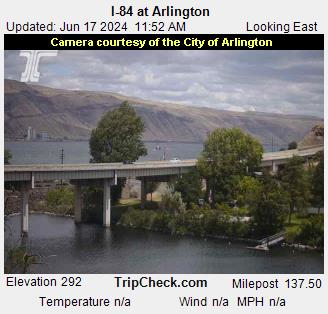 I-84 at Arlington
Updated: Jun 17 2024 11:52 AM Looking East
Camera courtesy of the City of Arlington
Elevation 292 TripCheck.com Milepost 137.50
Temperature n/a Wind n/a MPH n/a